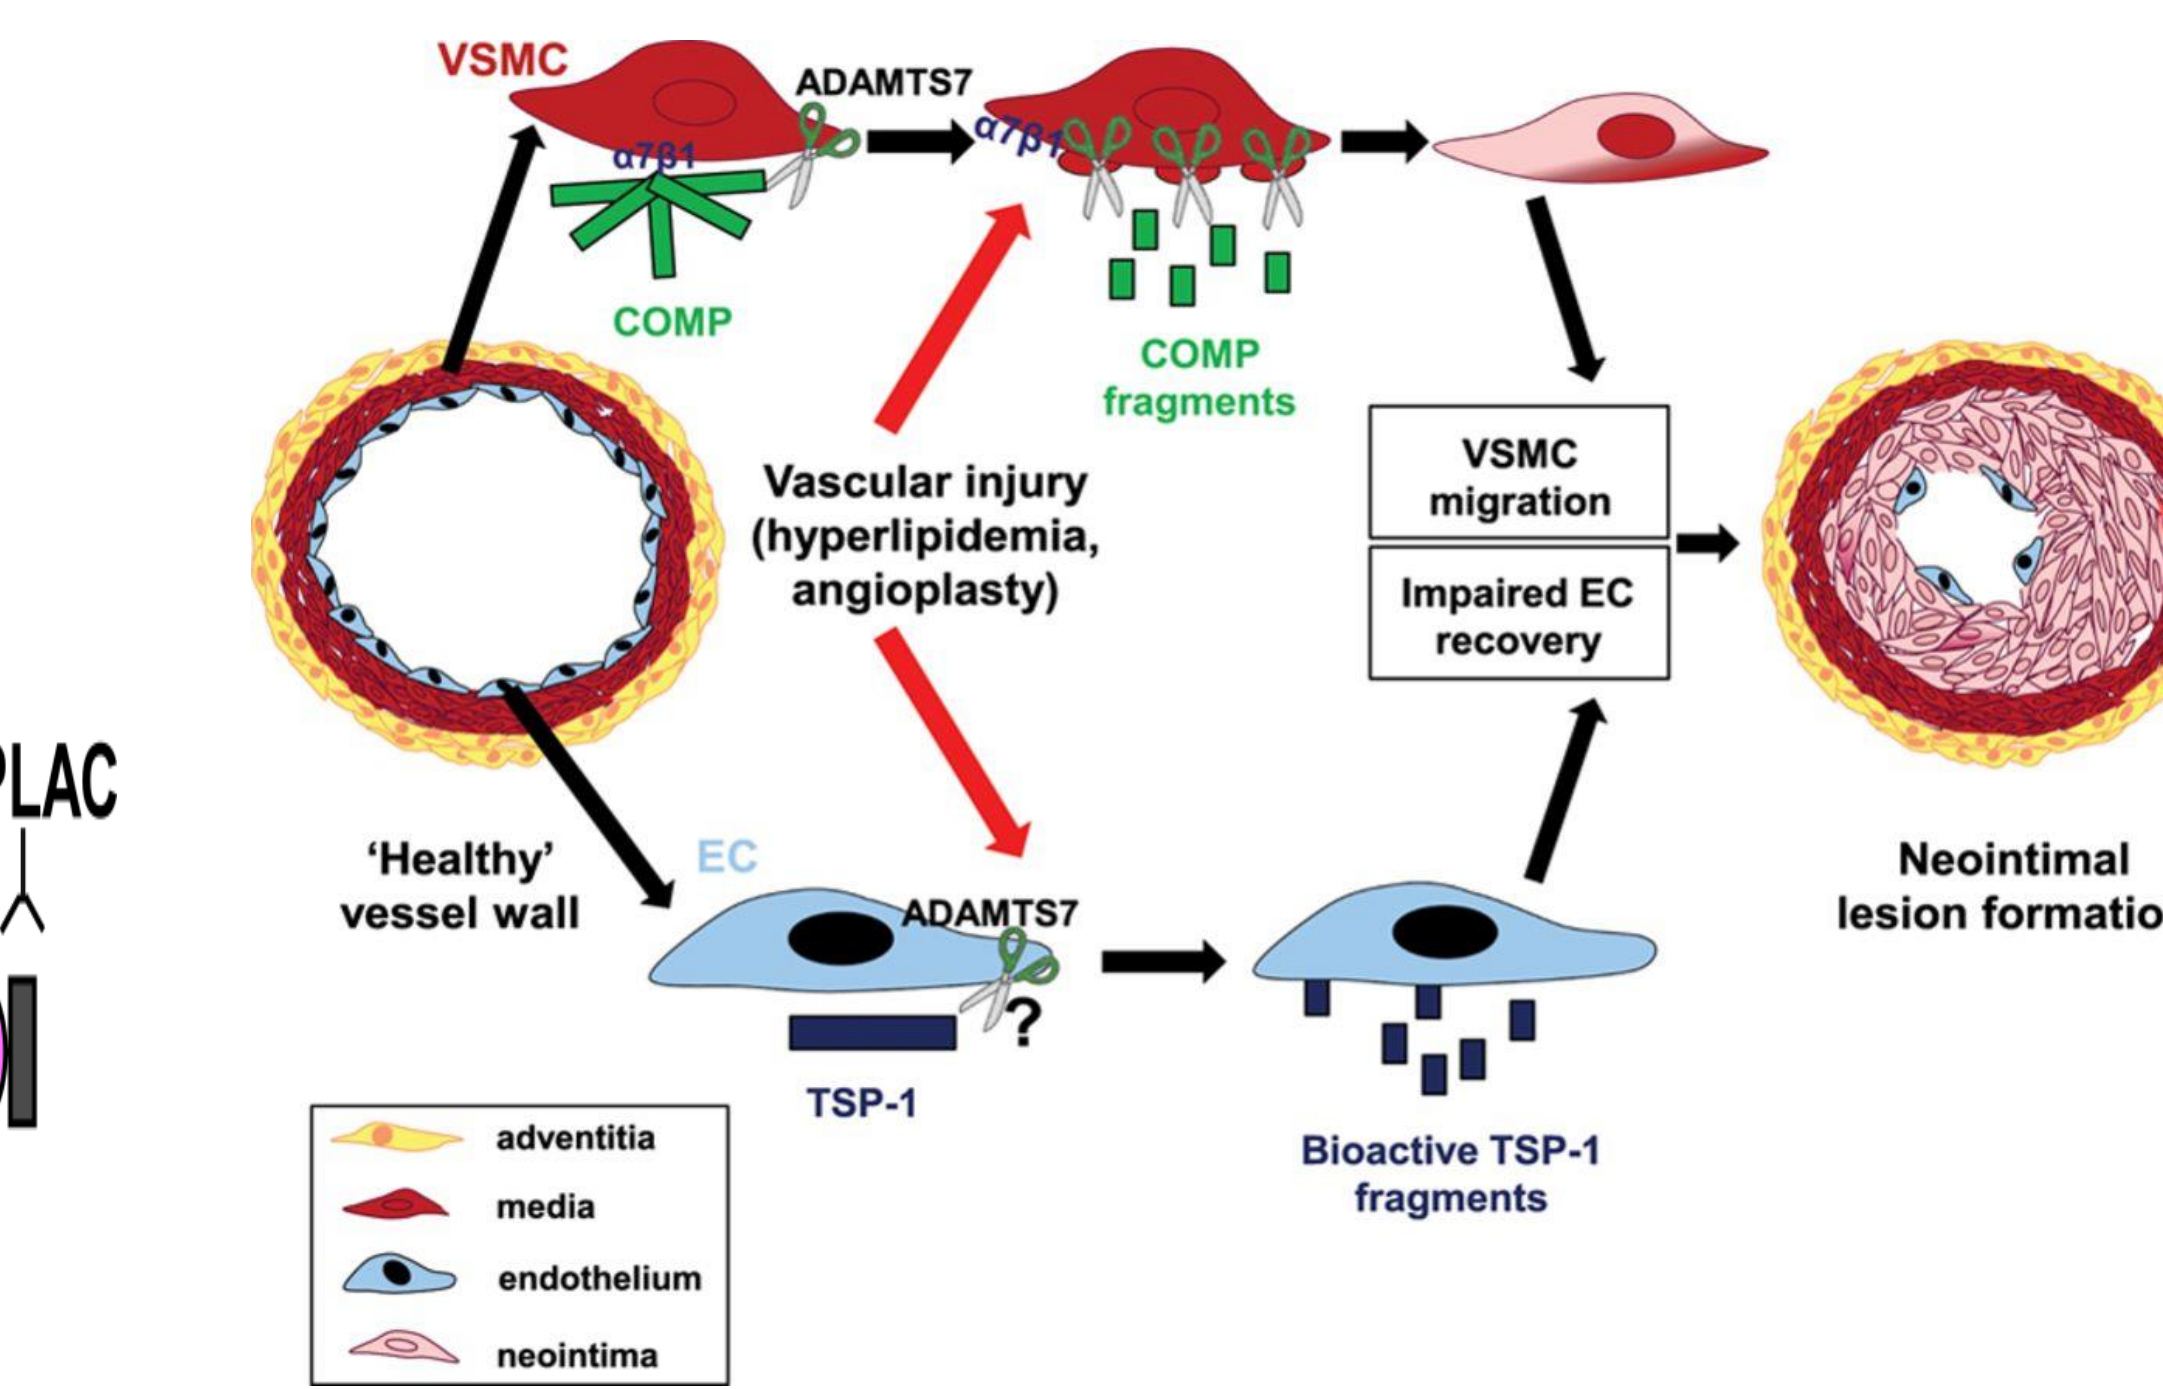 VSMC
ADAMTS7
α7β1
α7β1
COMP
COMP
fragments
Vascular injury
(hyperlipidemia,
angioplasty)
VSMC
migration
Impaired EC
recovery
PLAC
‘Healthy’
vessel wall
EC
ADAMTS7
?
TSP-1
Bioactive TSP-1
fragments
Neointimal
lesion formatio
adventitia
media
endothelium
neointima